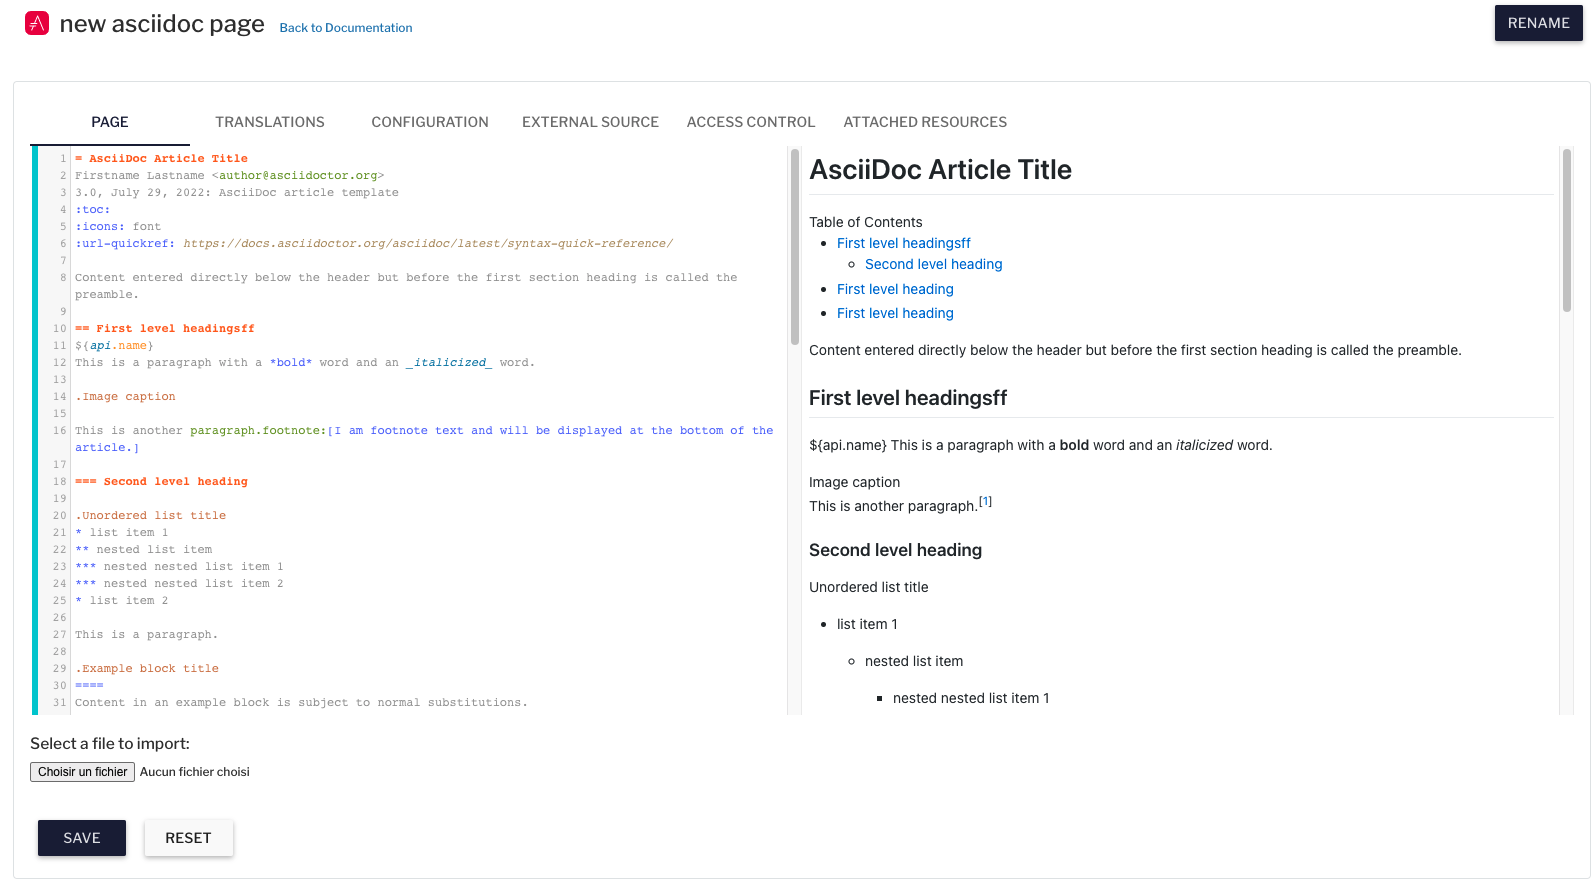 new asciidoc page Back to Documentation
RENAME
PAGE TRANSLATIONS CONFIGURATION EXTERNAL SOURCE ACCESS CONTROL ATTACHED RESOURCES
1 = AsciiDoc Article Title
2 Firstname Lastname <author@asciidoctor.org>
3 3.0, July 29, 2022: AsciiDoc article template
4 :toc:
5 :icons: font
6 :url-quickref: https://docs.asciidoctor.org/asciidoc/latest/syntax-quick-reference/
7
8 Content entered directly below the header but before the first section heading is called the
preamble.
9
10 == First level headingsff
11 ${api.name}
12 This is a paragraph with a *bold* word and an _italicized_ word.
13
14 .Image caption
15
16 This is another paragraph.footnote:[I am footnote text and will be displayed at the bottom of the
article.]
17
18 === Second level heading
19
20 .Unordered list title
21 * list item 1
22 ** nested list item
23 *** nested nested list item 1
24 *** nested nested list item 2
25 * list item 2
26
27 This is a paragraph.
28
29 .Example block title
30 ====
31 Content in an example block is subject to normal substitutions.
AsciiDoc Article Title
Table of Contents
First level headingsff
Second level heading
First level heading
First level heading
Content entered directly below the header but before the first section heading is called the preamble.
First level headingsff
${api.name} This is a paragraph with a bold word and an italicized word.
Image caption
This is another paragraph.[1]
Second level heading
Unordered list title
list item 1
nested list item
nested nested list item 1
Select a file to import:
Choisir un fichier Aucun fichier choisi
SAVE RESET